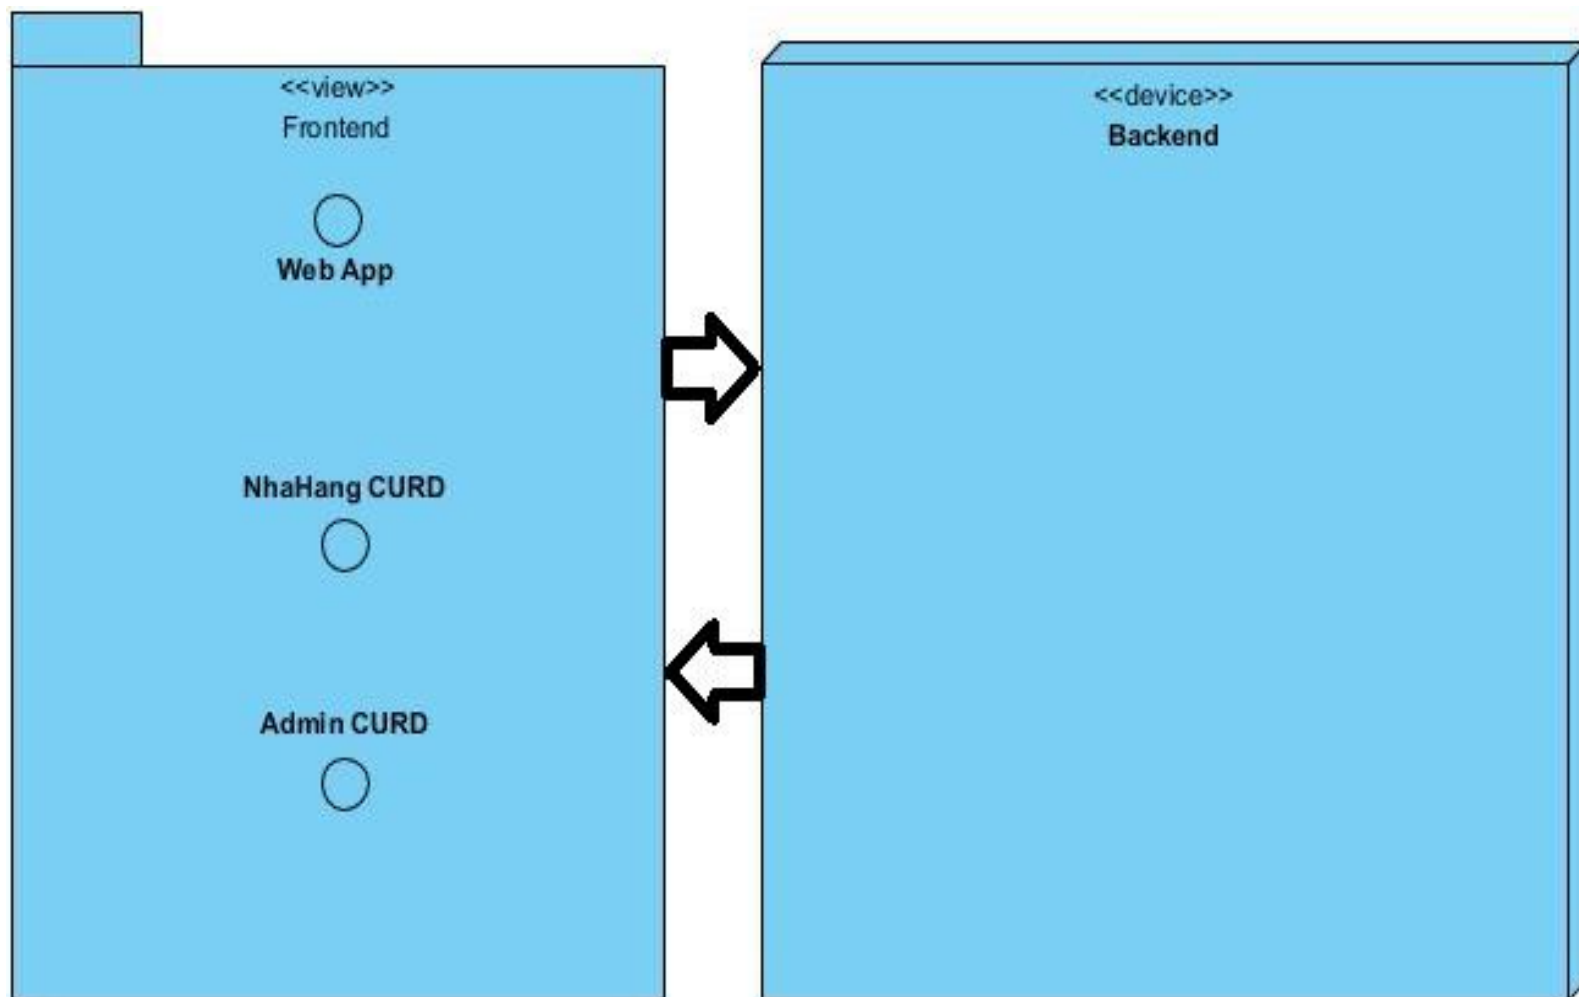 <<view>>
Frontend
Web App
NhaHang CURD
Admin CURD
<<device>>
Backend